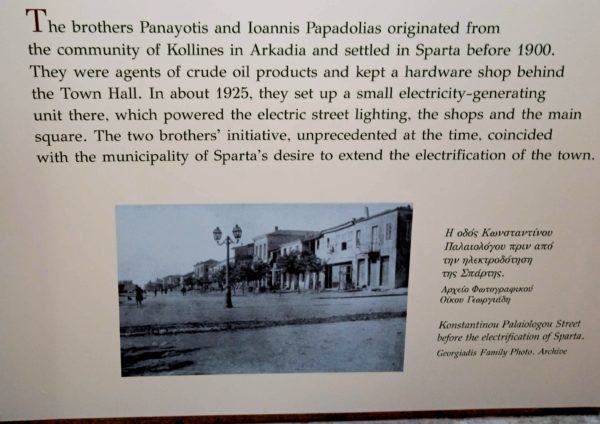 The brothers Panayotis and Ioannis Papadolias originated from
the community of Kollines in Arkadia and settled in Sparta before 1900.
They were agents of crude oil products and kept a hardware shop behind
the Town Hall. In about 1925, they set up a small electricity-generating
unit there, which powered the electric street lighting, the shops and the main
square. The two brothers' initiative, unprecedented at the time, coincided
with the municipality of Sparta's desire to extend the electrification of the town.
Η οδός Κωνσταντίνου
Παλαιολόγου πριν από
την ηλεκτροδότηση
της Σπάρτης.
Αρχείο Φωτογραφικού
Οίκου Γεωργιάδη
Konstantinou Palaiologou Street
before the electrification of Sparta.
Georgiadis Family Photo. Archive